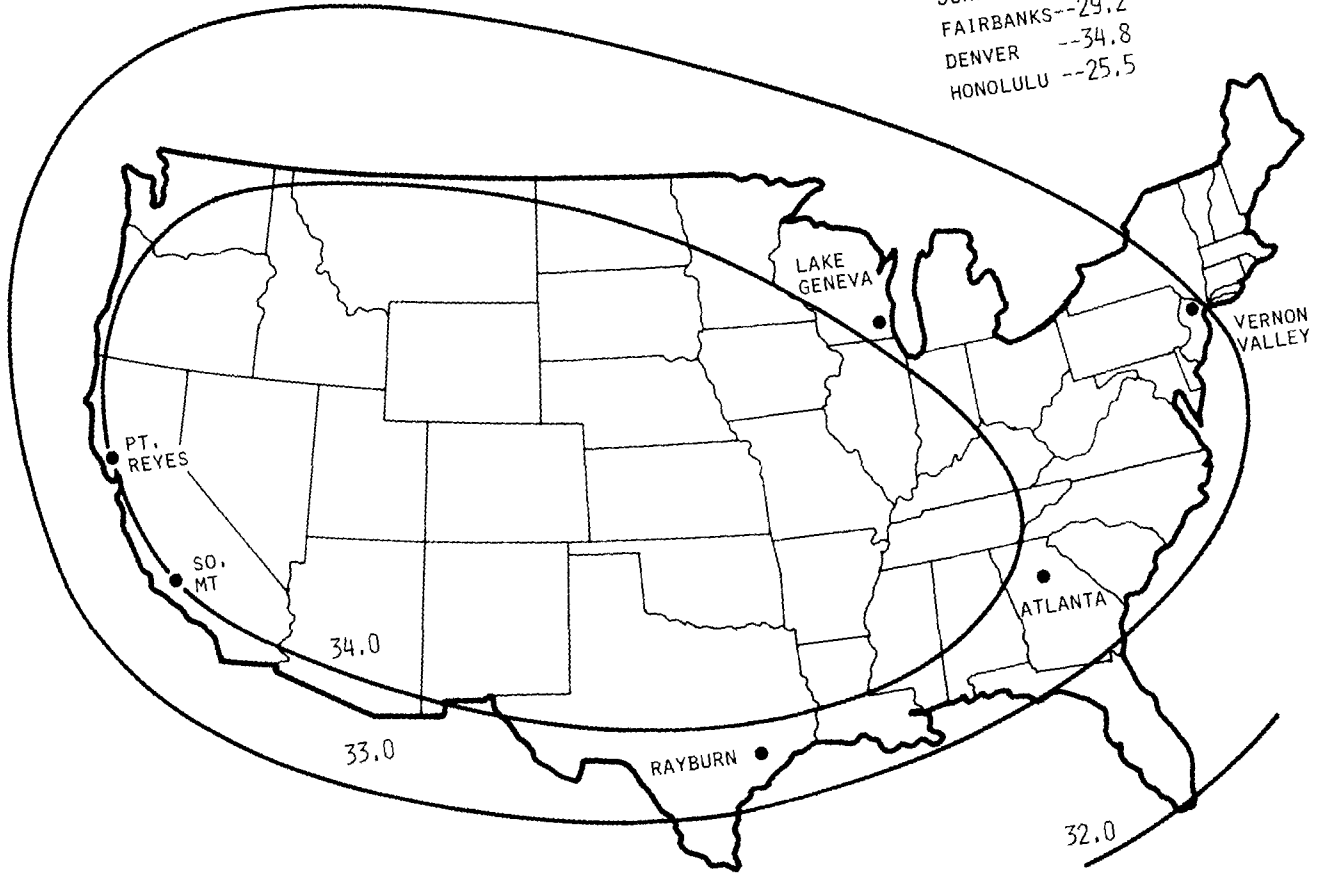 FAIRBANKS--29.2
DENVER --34.8
HONOLULU --25.5
LAKE
GENEVA
VERNON
VALLEY
PT.
REYES
SO.
MT
ATLANTA
34.0
33.0
RAYBURN
32.0